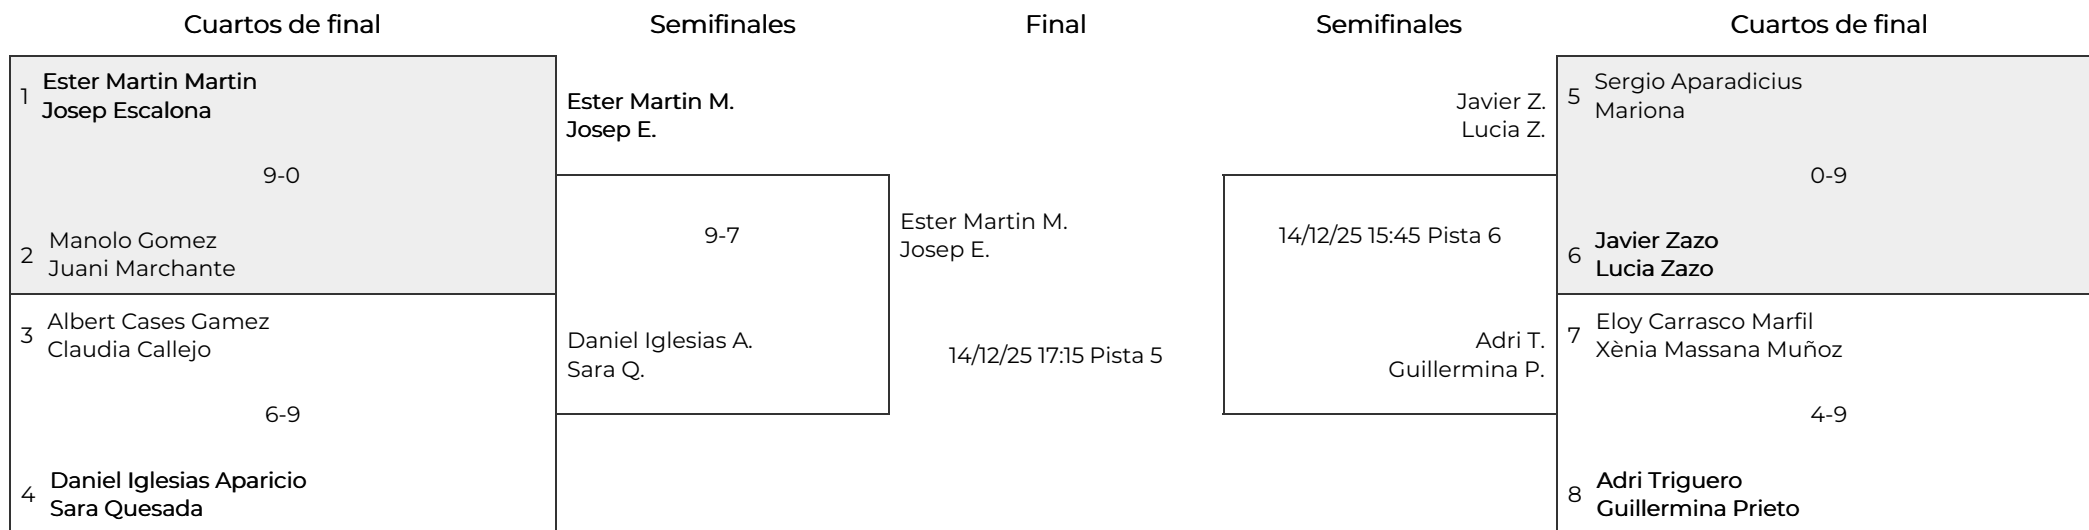 Cuartos de final
Semifinales
Final
Semifinales
Cuartos de final
1
Ester Martin Martin
Josep Escalona
9-0
2
Manolo Gomez
Juani Marchante
3
Albert Cases Gamez
Claudia Callejo
6-9
4
Daniel Iglesias Aparicio
Sara Quesada
Ester Martin M.
Josep E.
9-7
Daniel Iglesias A.
Sara Q.
Ester Martin M.
Josep E.
14/12/25 17:15 Pista 5
Javier Z.
Lucia Z.
14/12/25 15:45 Pista 6
Adri T.
Guillermina P.
5
Sergio Aparadicius
Mariona
0-9
6
Javier Zazo
Lucia Zazo
7
Eloy Carrasco Marfil
Xènia Massana Muñoz
4-9
8
Adri Triguero
Guillermina Prieto